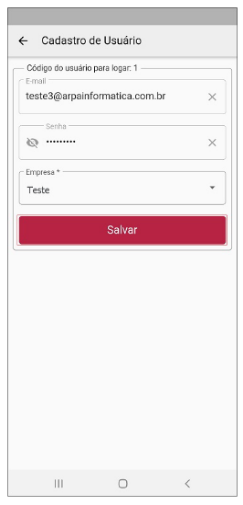 Cadastro de Usuário
Código do usuário para logar: 1
E-mail
teste3@arpainformatica.com.br
Senha
•••••••••
Empresa *
Teste
Salvar